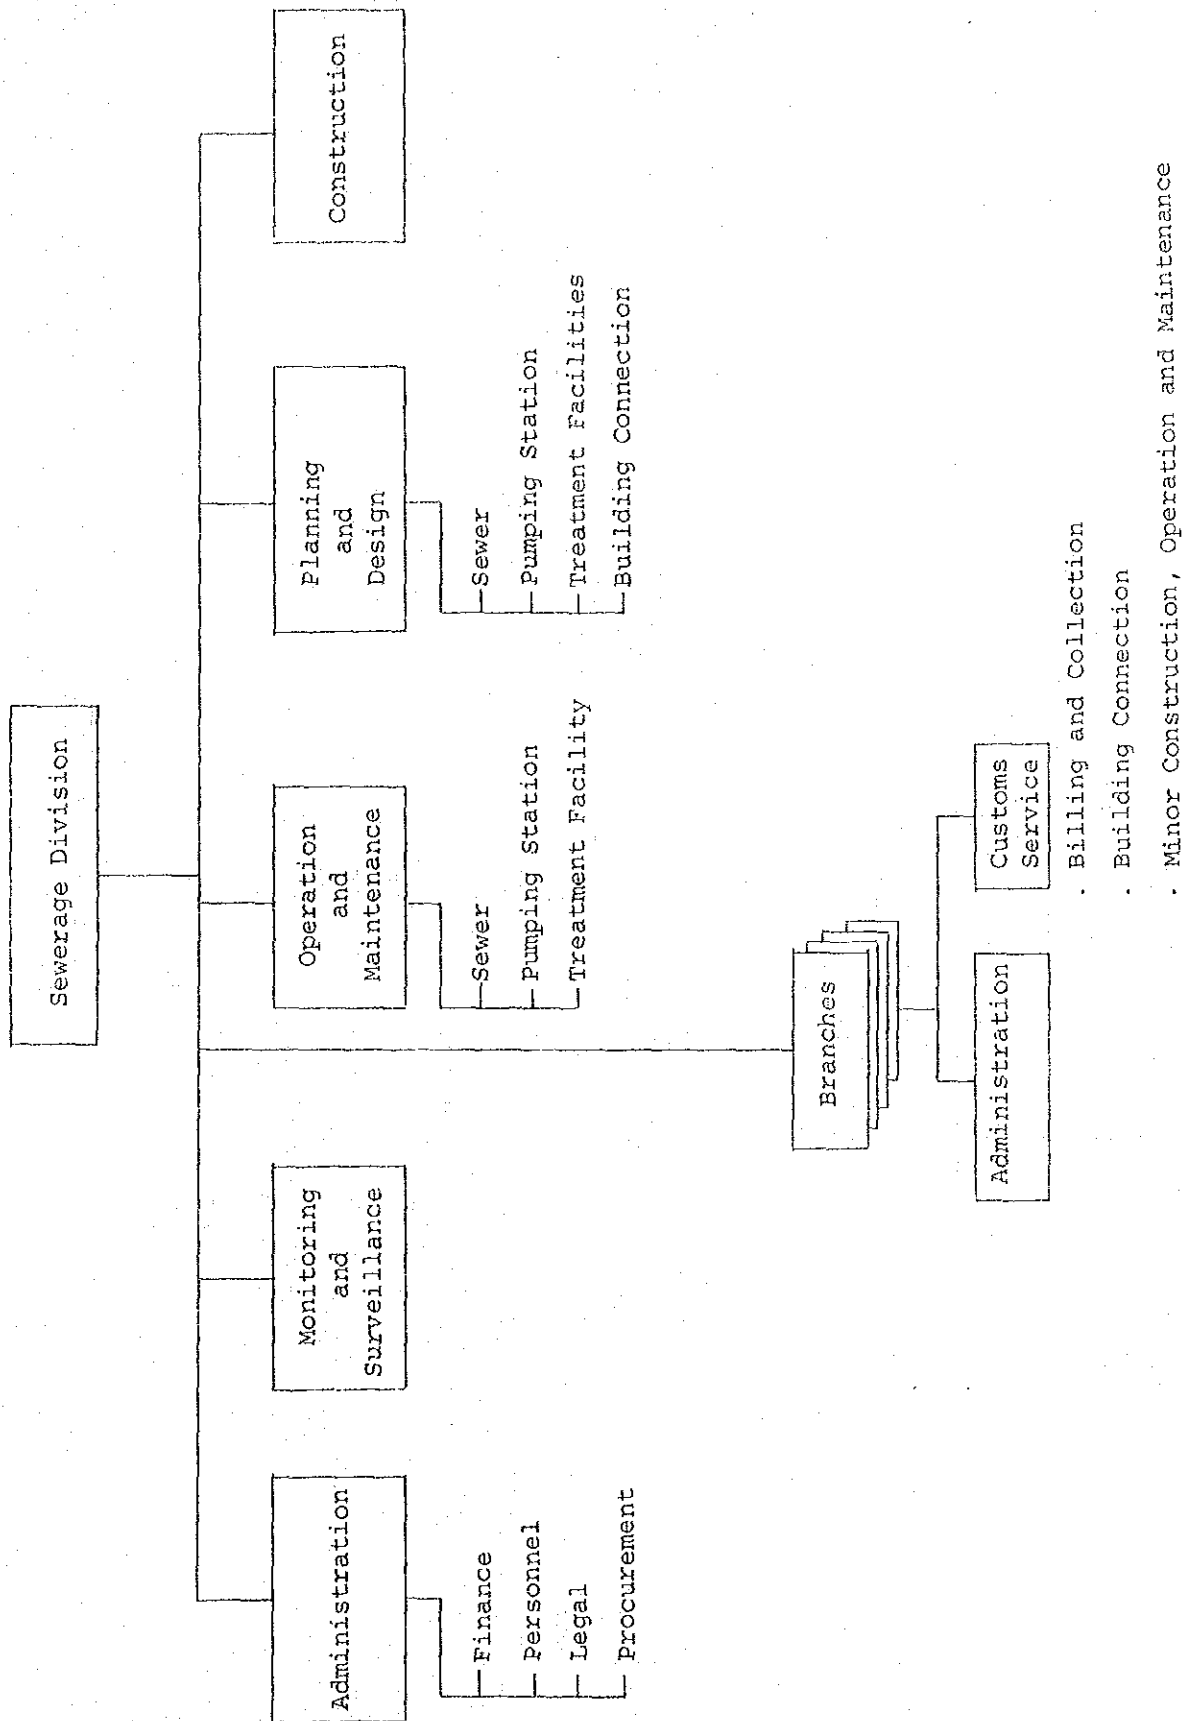 Sewerage Division
Administration
Monitoring
and
Surveillance
Operation
and
Maintenance
Planning
and
Design
Construction
Finance
Personnel
Legal
Procurement
Sewer
Pumping Station
Treatment Facility
Sewer
Pumping Station
Treatment Facilities
Building Connection
Branches
Administration
Customs
Service
. Billing and Collection
. Building Connection
. Minor Construction, Operation and Maintenance